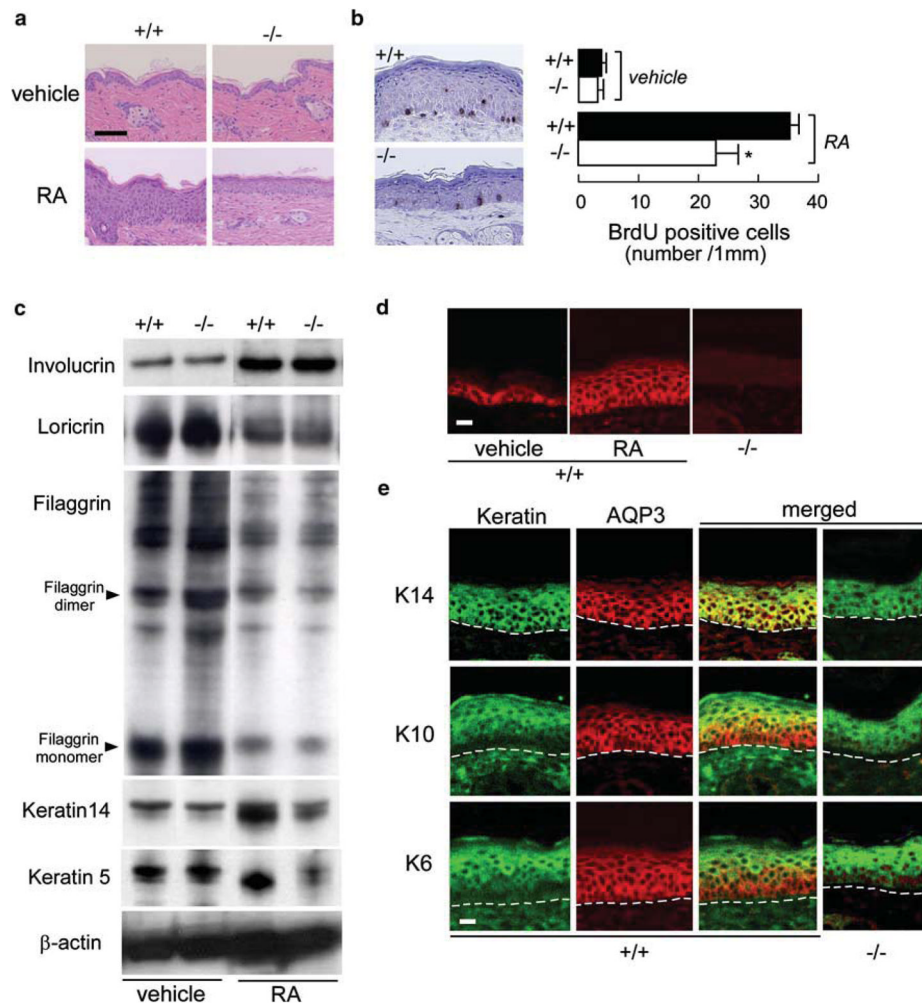 a
+/+ -/-
vehicle
RA
b
+/+
-/-
+/+
-/-
vehicle
+/+
-/-
*
RA
0 10 20 30 40
BrdU positive cells
(number /1mm)
c
+/+ -/- +/+ -/-
Involucrin
Loricrin
Filaggrin
Filaggrin
dimer
Filaggrin
monomer
Keratin14
Keratin 5
β-actin
vehicle RA
d
vehicle RA -/-
+/+
e
Keratin AQP3 merged
K14
K10
K6
+/+ -/-